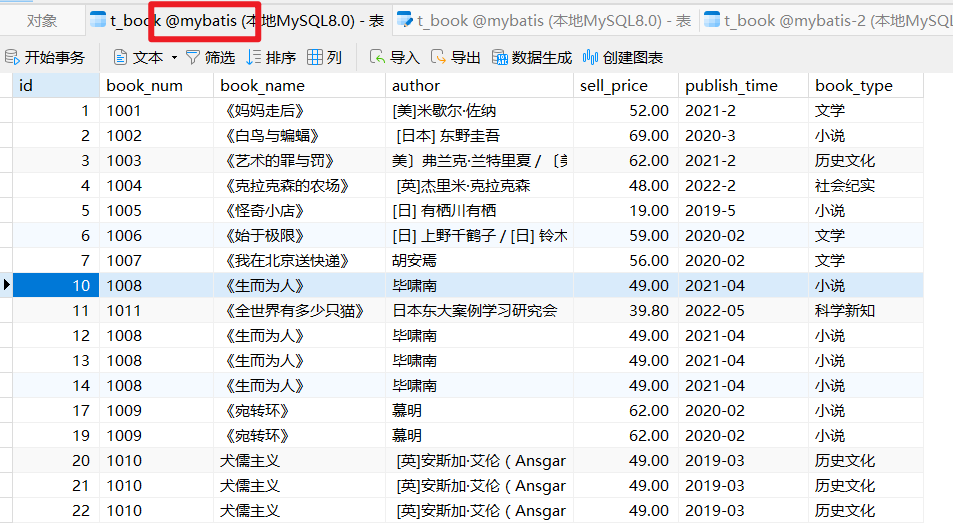 对象 t_book @mybatis (本地MySQL8.0) - 表 t_book @mybatis (本地MySQL8.0) - 表 t_book @mybatis-2 (本地MySQL
开始事务 文本 筛选 排序 列 导入 导出 数据生成 创建图表
id book_num book_name author sell_price publish_time book_type
1 1001 《妈妈走后》 [美]米歇尔·佐纳 52.00 2021-2 文学
2 1002 《白鸟与蝙蝠》 [日本] 东野圭吾 69.00 2020-3 小说
3 1003 《艺术的罪与罚》 美〕弗兰克·兰特里夏 / 〔美 62.00 2021-2 历史文化
4 1004 《克拉克森的农场》 [英]杰里米·克拉克森 48.00 2022-2 社会纪实
5 1005 《怪奇小店》 [日] 有栖川有栖 19.00 2019-5 小说
6 1006 《始于极限》 [日] 上野千鹤子 / [日] 铃木 59.00 2020-02 文学
7 1007 《我在北京送快递》 胡安焉 56.00 2020-02 文学
10 1008 《生而为人》 毕啸南 49.00 2021-04 小说
11 1011 《全世界有多少只猫》 日本东大案例学习研究会 39.80 2022-05 科学新知
12 1008 《生而为人》 毕啸南 49.00 2021-04 小说
13 1008 《生而为人》 毕啸南 49.00 2021-04 小说
14 1008 《生而为人》 毕啸南 49.00 2021-04 小说
17 1009 《宛转环》 慕明 62.00 2020-02 小说
19 1009 《宛转环》 慕明 62.00 2020-02 小说
20 1010 犬儒主义 [英]安斯加·艾伦（Ansgar 49.00 2019-03 历史文化
21 1010 犬儒主义 [英]安斯加·艾伦（Ansgar 49.00 2019-03 历史文化
22 1010 犬儒主义 [英]安斯加·艾伦（Ansgar 49.00 2019-03 历史文化